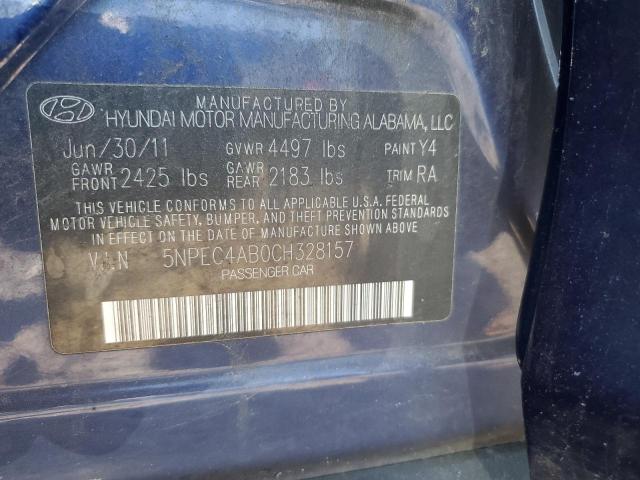 MANUFACTURED BY
HYUNDAI MOTOR MANUFACTURING ALABAMA, LLC
Jun/30/11 GVWR 4497 lbs PAINT Y4
GAWR FRONT 2425 lbs GAWR REAR 2183 lbs TRIM RA
THIS VEHICLE CONFORMS TO ALL APPLICABLE U.S.A. FEDERAL
MOTOR VEHICLE SAFETY, BUMPER, AND THEFT PREVENTION STANDARDS
IN EFFECT ON THE DATE OF MANUFACTURE SHOWN ABOVE.
V.I.N 5NPEC4AB0CH328157
PASSENGER CAR